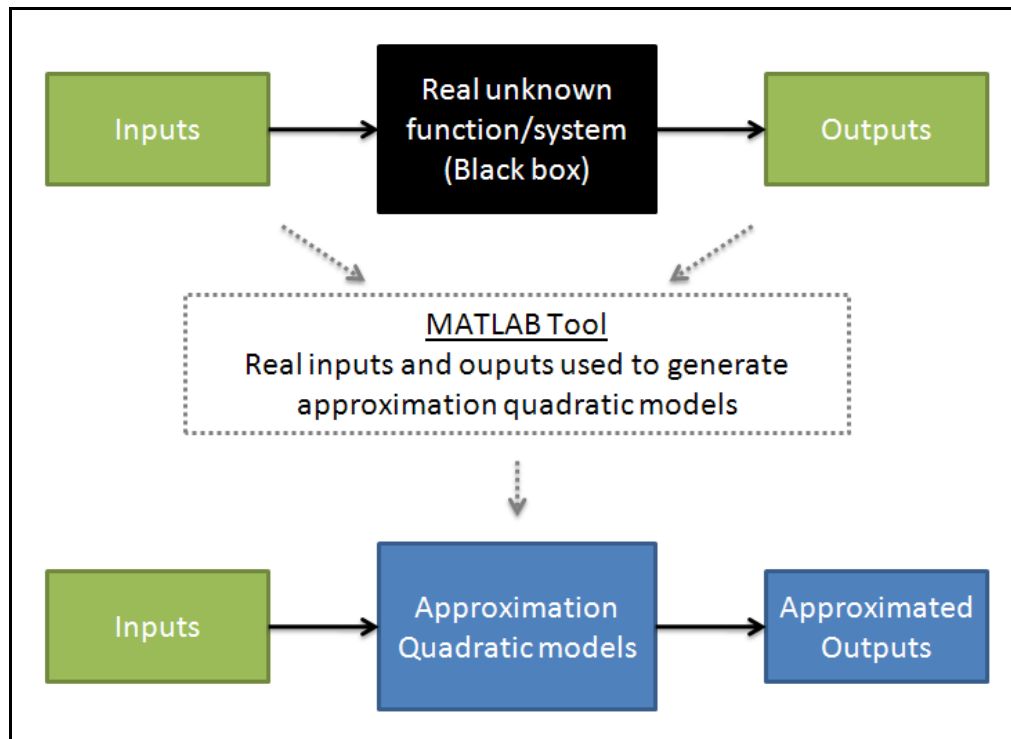 Inputs
Real unknown
function/system
(Black box)
Outputs
MATLAB Tool
Real inputs and ouputs used to generate
approximation quadratic models
Inputs
Approximation
Quadratic models
Approximated
Outputs